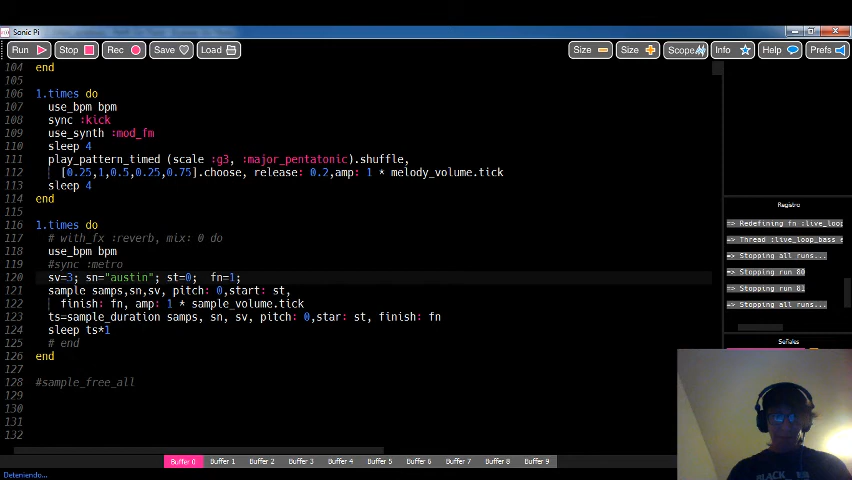 Sonic Pi
Run Stop Rec Save Load Size Size Scope Info Help Prefs
104 end
105
106 1.times do
107 use_bpm bpm
108 sync :kick
109 use_synth :mod_fm
110 sleep 4
111 play_pattern_timed (scale :g3, :major_pentatonic).shuffle,
112 [0.25,1,0.5,0.25,0.75].choose, release: 0.2,amp: 1 * melody_volume.tick
113 sleep 4
114 end
115
116 1.times do
117 # with_fx :reverb, mix: 0 do
118 use_bpm bpm
119 #sync :metro
120 sv=3; sn="austin"; st=0; fn=1;
121 sample samps,sn,sv, pitch: 0,start: st,
122 finish: fn, amp: 1 * sample_volume.tick
123 ts=sample_duration samps, sn, sv, pitch: 0,star: st, finish: fn
124 sleep ts*1
125 # end
126 end
127
128 #sample_free_all
129
130
131
132
Registro
=> Redefining fn :live_loop
=> Thread :live_loop_bass e
=> Stopping all runs...
=> Stopping run 80
=> Stopping run 81
=> Stopping all runs...
Señales
Buffer 0 Buffer 1 Buffer 2 Buffer 3 Buffer 4 Buffer 5 Buffer 6 Buffer 7 Buffer 8 Buffer 9
Deteniendo...